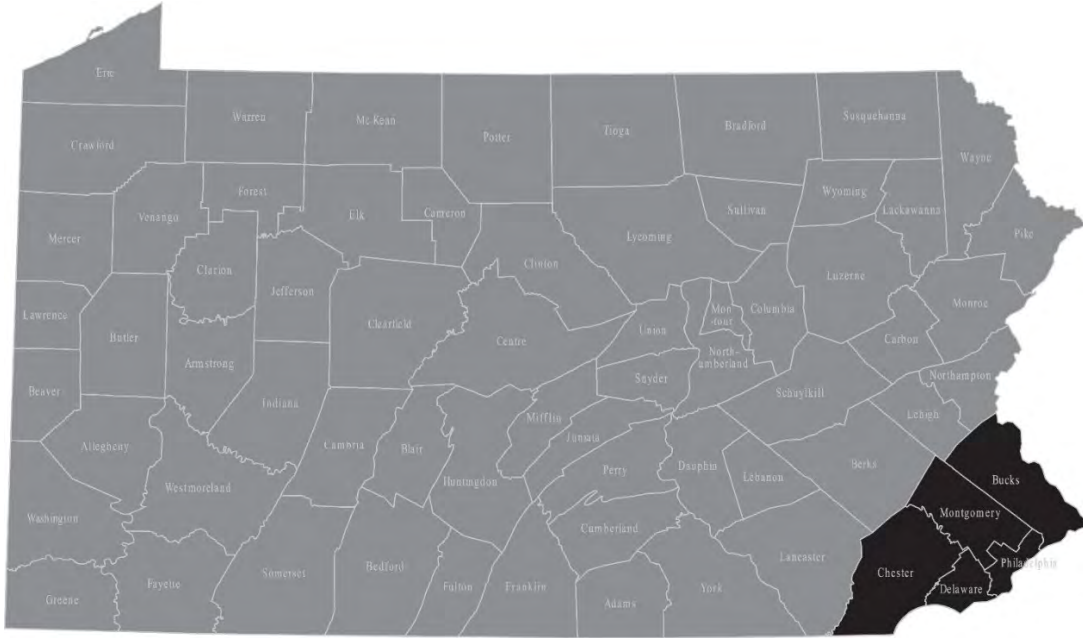 Erie
Warren
McKean
Potter
Tioga
Bradford
Susquehanna
Wayne
Crawford
Forest
Elk
Cameron
Sullivan
Wyoming
Lackawanna
Pike
Venango
Mercer
Clarion
Jefferson
Clinton
Lycoming
Luzerne
Monroe
Lawrence
Butler
Clearfield
Centre
Union
Mon
-tour
Columbia
Carbon
Armstrong
North-
umberland
Snyder
Northampton
Beaver
Indiana
Mifflin
Schuylkill
Lehigh
Allegheny
Cambria
Blair
Juniata
Huntingdon
Perry
Dauphin
Lebanon
Berks
Bucks
Westmoreland
Montgomery
Washington
Cumberland
Lancaster
Philadelphia
Fayette
Somerset
Bedford
Fulton
Franklin
York
Chester
Greene
Adams
Delaware